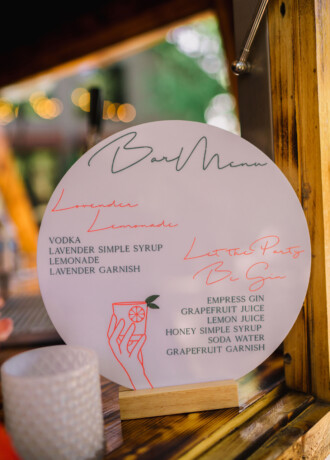 Bar Menu
Lavender
Lemonade
VODKA
LAVENDER SIMPLE SYRUP
LEMONADE
LAVENDER GARNISH
Let the Party
Be Gin
EMPRESS GIN
GRAPEFRUIT JUICE
LEMON JUICE
HONEY SIMPLE SYRUP
SODA WATER
GRAPEFRUIT GARNISH